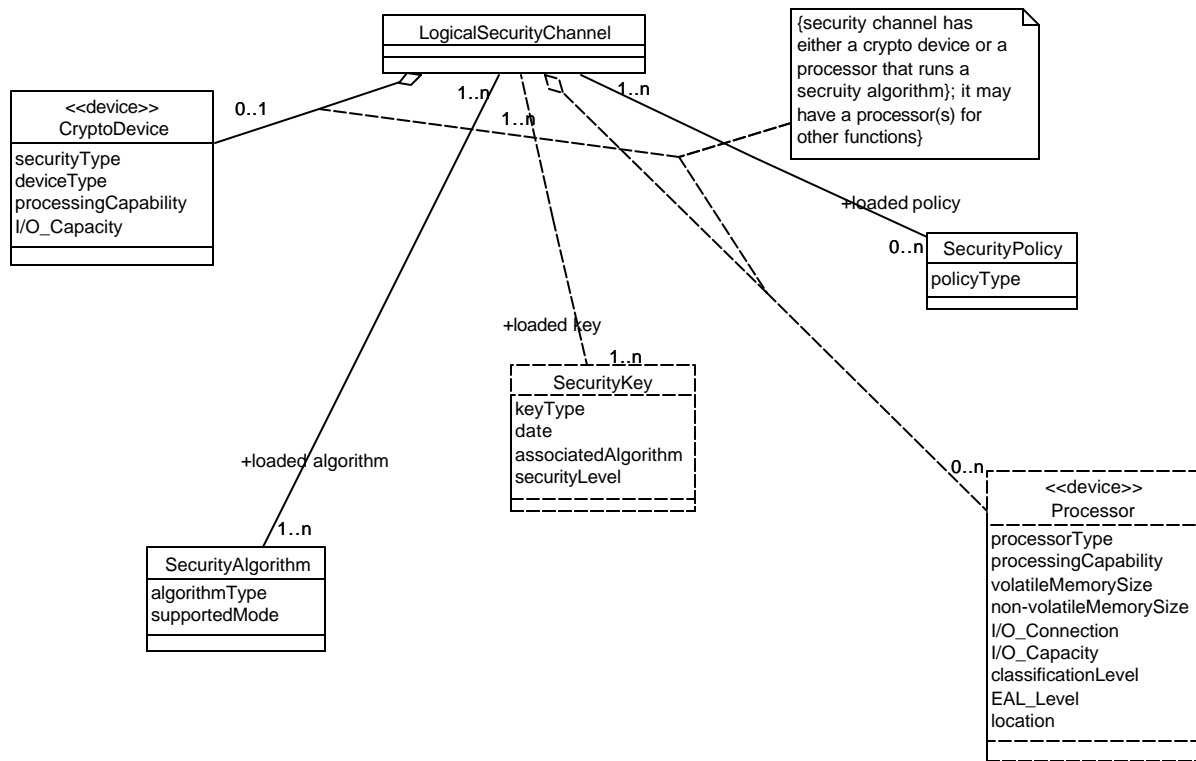 LogicalSecurityChannel
{security channel has
either a crypto device or a
processor that runs a
secruity algorithm}; it may
have a processor(s) for
other functions}
<<device>>
CryptoDevice
securityType
deviceType
processingCapability
I/O_Capacity
0..1
1..n
1..n
1..n
+loaded policy
0..n
SecurityPolicy
policyType
+loaded key
1..n
SecurityKey
keyType
date
associatedAlgorithm
securityLevel
+loaded algorithm
1..n
SecurityAlgorithm
algorithmType
supportedMode
0..n
<<device>>
Processor
processorType
processingCapability
volatileMemorySize
non-volatileMemorySize
I/O_Connection
I/O_Capacity
classificationLevel
EAL_Level
location